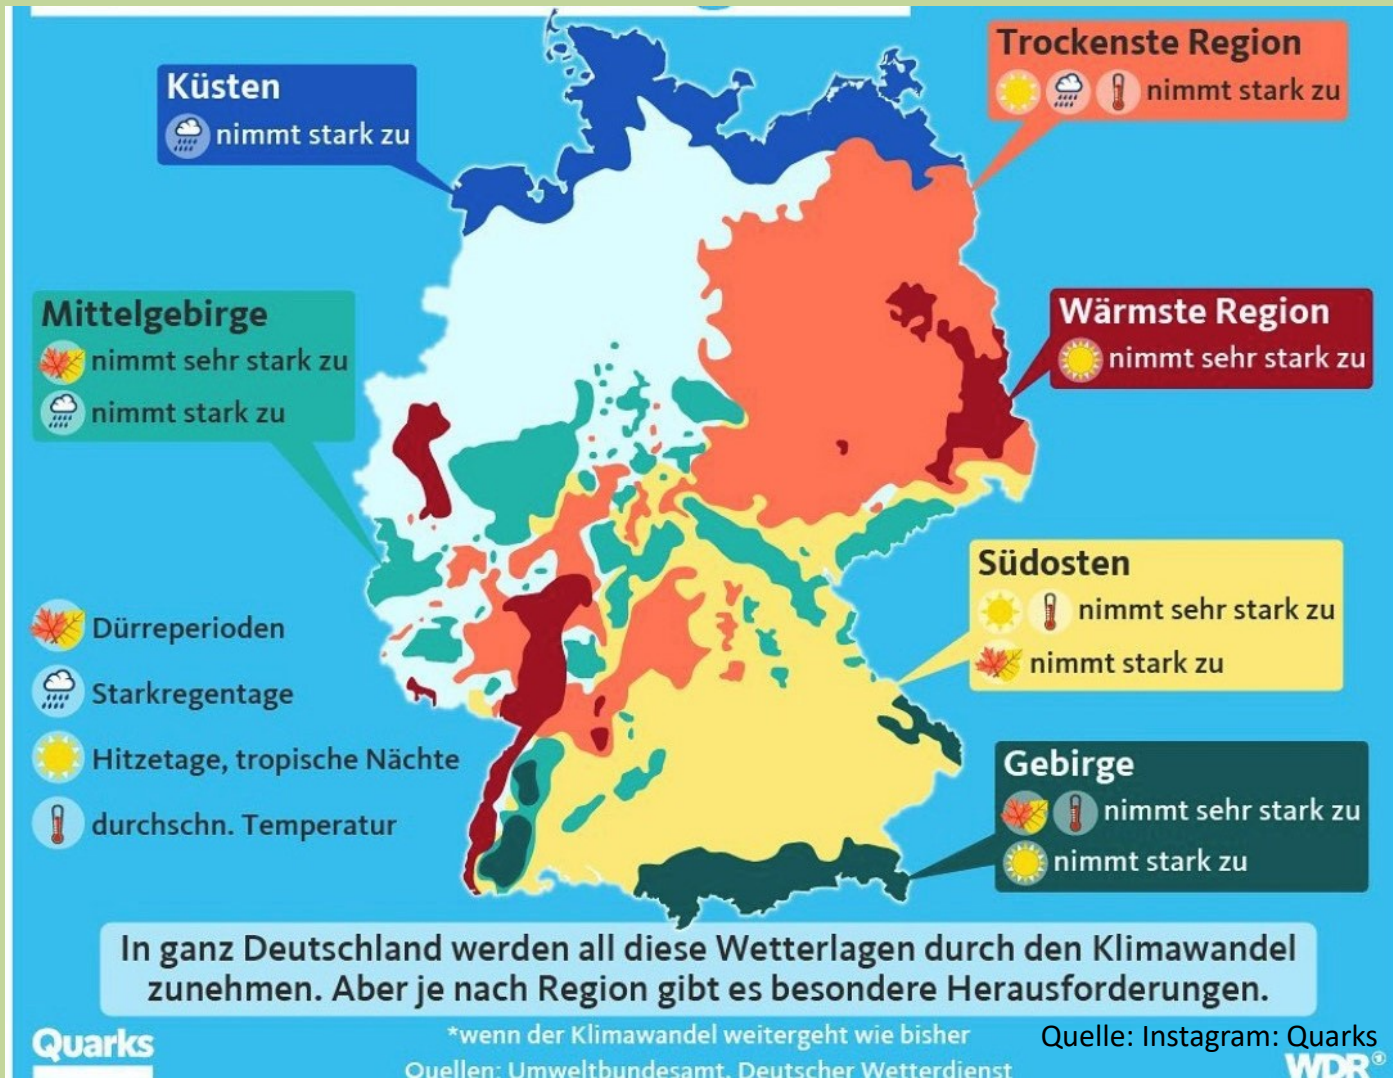 Küsten
nimmt stark zu
Trockenste Region
nimmt stark zu
Mittelgebirge
nimmt sehr stark zu
nimmt stark zu
Wärmste Region
nimmt sehr stark zu
Südosten
nimmt sehr stark zu
nimmt stark zu
Dürreperioden
Starkregentage
Hitzetage, tropische Nächte
durchschn. Temperatur
Gebirge
nimmt sehr stark zu
nimmt stark zu
In ganz Deutschland werden all diese Wetterlagen durch den Klimawandel
zunehmen. Aber je nach Region gibt es besondere Herausforderungen.
Quarks
*wenn der Klimawandel weitergeht wie bisher
Quelle: Instagram: Quarks
Quellen: Umweltbundesamt, Deutscher Wetterdienst
WDR